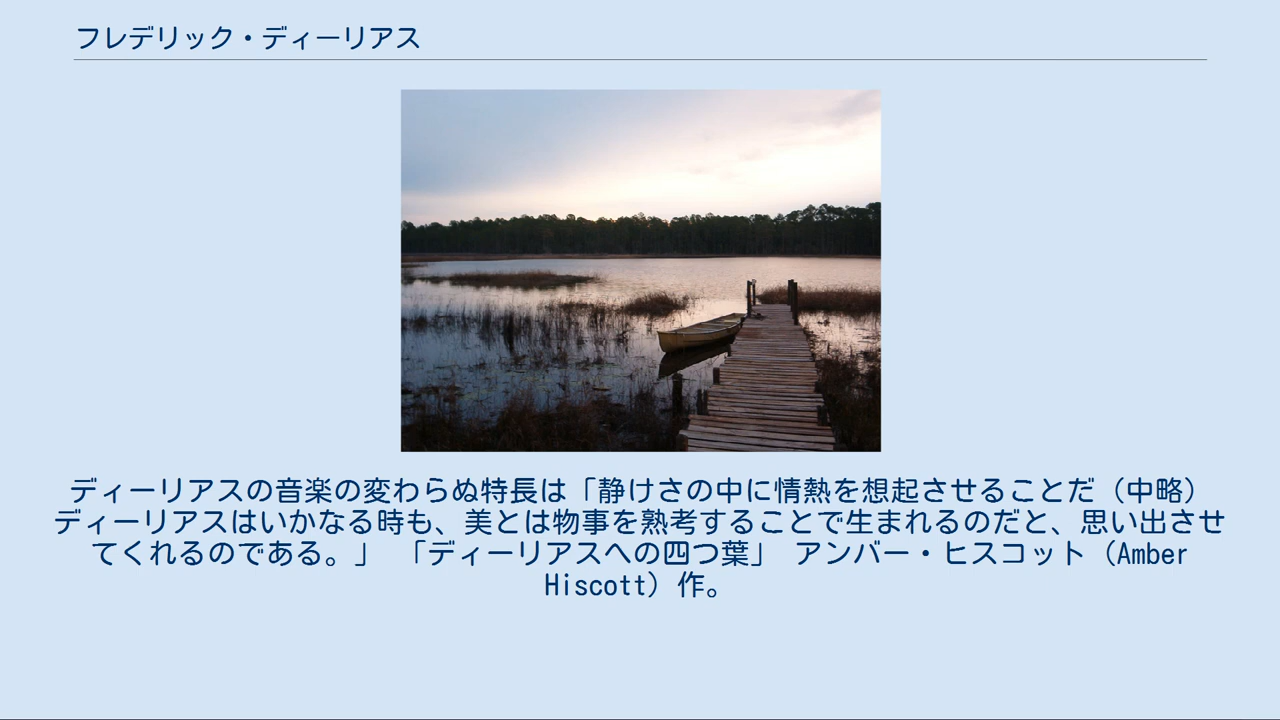 フレデリック・ディーリアス
ディーリアスの音楽の変わらぬ特長は「静けさの中に情熱を想起させることだ（中略）
ディーリアスはいかなる時も、美とは物事を熟考することで生まれるのだと、思い出させ
てくれるのである。」 「ディーリアスへの四つ葉」 アンバー・ヒスコット（Amber
Hiscott）作。